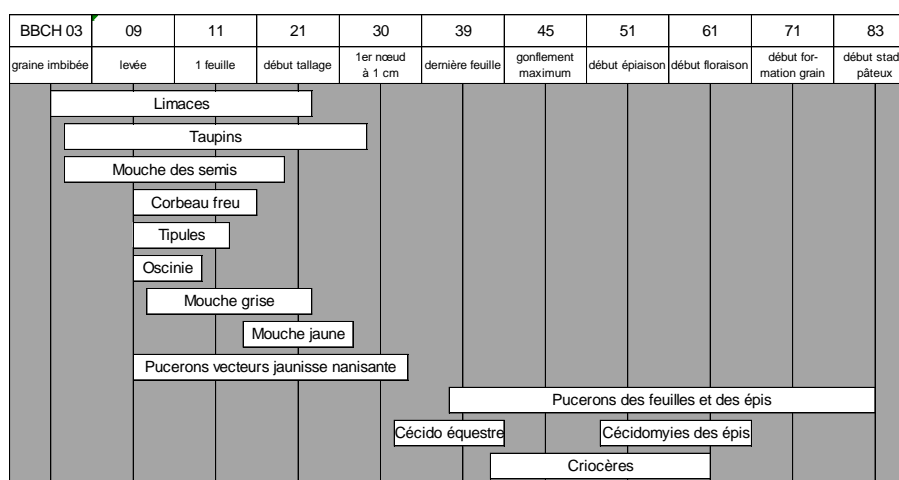 BBCH 03 09 11 21 30 39 45 51 61 71 83
graine imbibée levée 1 feuille début tallage 1er nœud à 1 cm dernière feuille gonflement maximum début épiaison début floraison début for-mation grain début stad pâteux
Limaces
Taupins
Mouche des semis
Corbeau freu
Tipules
Oscinie
Mouche grise
Mouche jaune
Pucerons vecteurs jaunisse nanisante
Pucerons des feuilles et des épis
Cécido équestre Cécidomyies des épis
Criocères